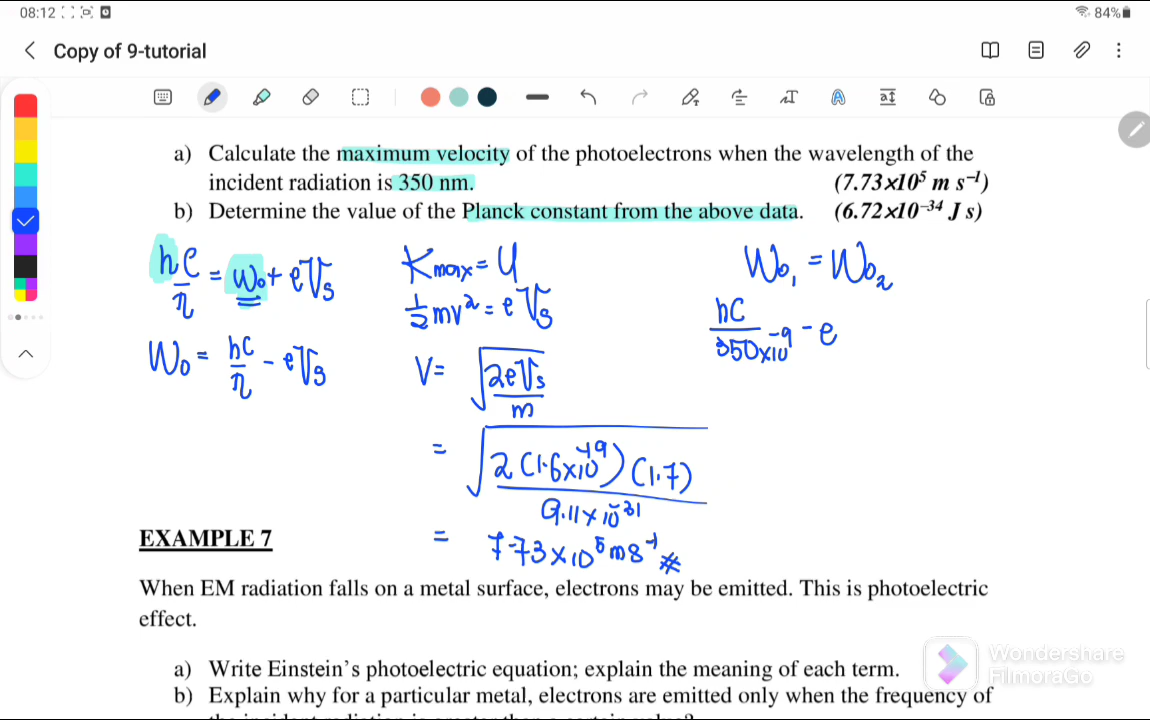 08:12
84%
Copy of 9-tutorial
a) Calculate the maximum velocity of the photoelectrons when the wavelength of the
incident radiation is 350 nm. (7.73×10⁵ m s⁻¹)
b) Determine the value of the Planck constant from the above data. (6.72×10⁻³⁴ J s)
hc/λ = W₀ + eVs
W₀ = hc/λ - eVs
Kmax = U
½mv² = eVs
V = √(2eVs/m)
= √(2(1.6×10⁻¹⁹)(1.7)/9.11×10⁻³¹)
= 7.73×10⁵ ms⁻¹ #
W₀₁ = W₀₂
hC/350×10⁻⁹ - e
EXAMPLE 7
When EM radiation falls on a metal surface, electrons may be emitted. This is photoelectric
effect.
a) Write Einstein's photoelectric equation; explain the meaning of each term.
b) Explain why for a particular metal, electrons are emitted only when the frequency of
Wondershare
FilmoraGo